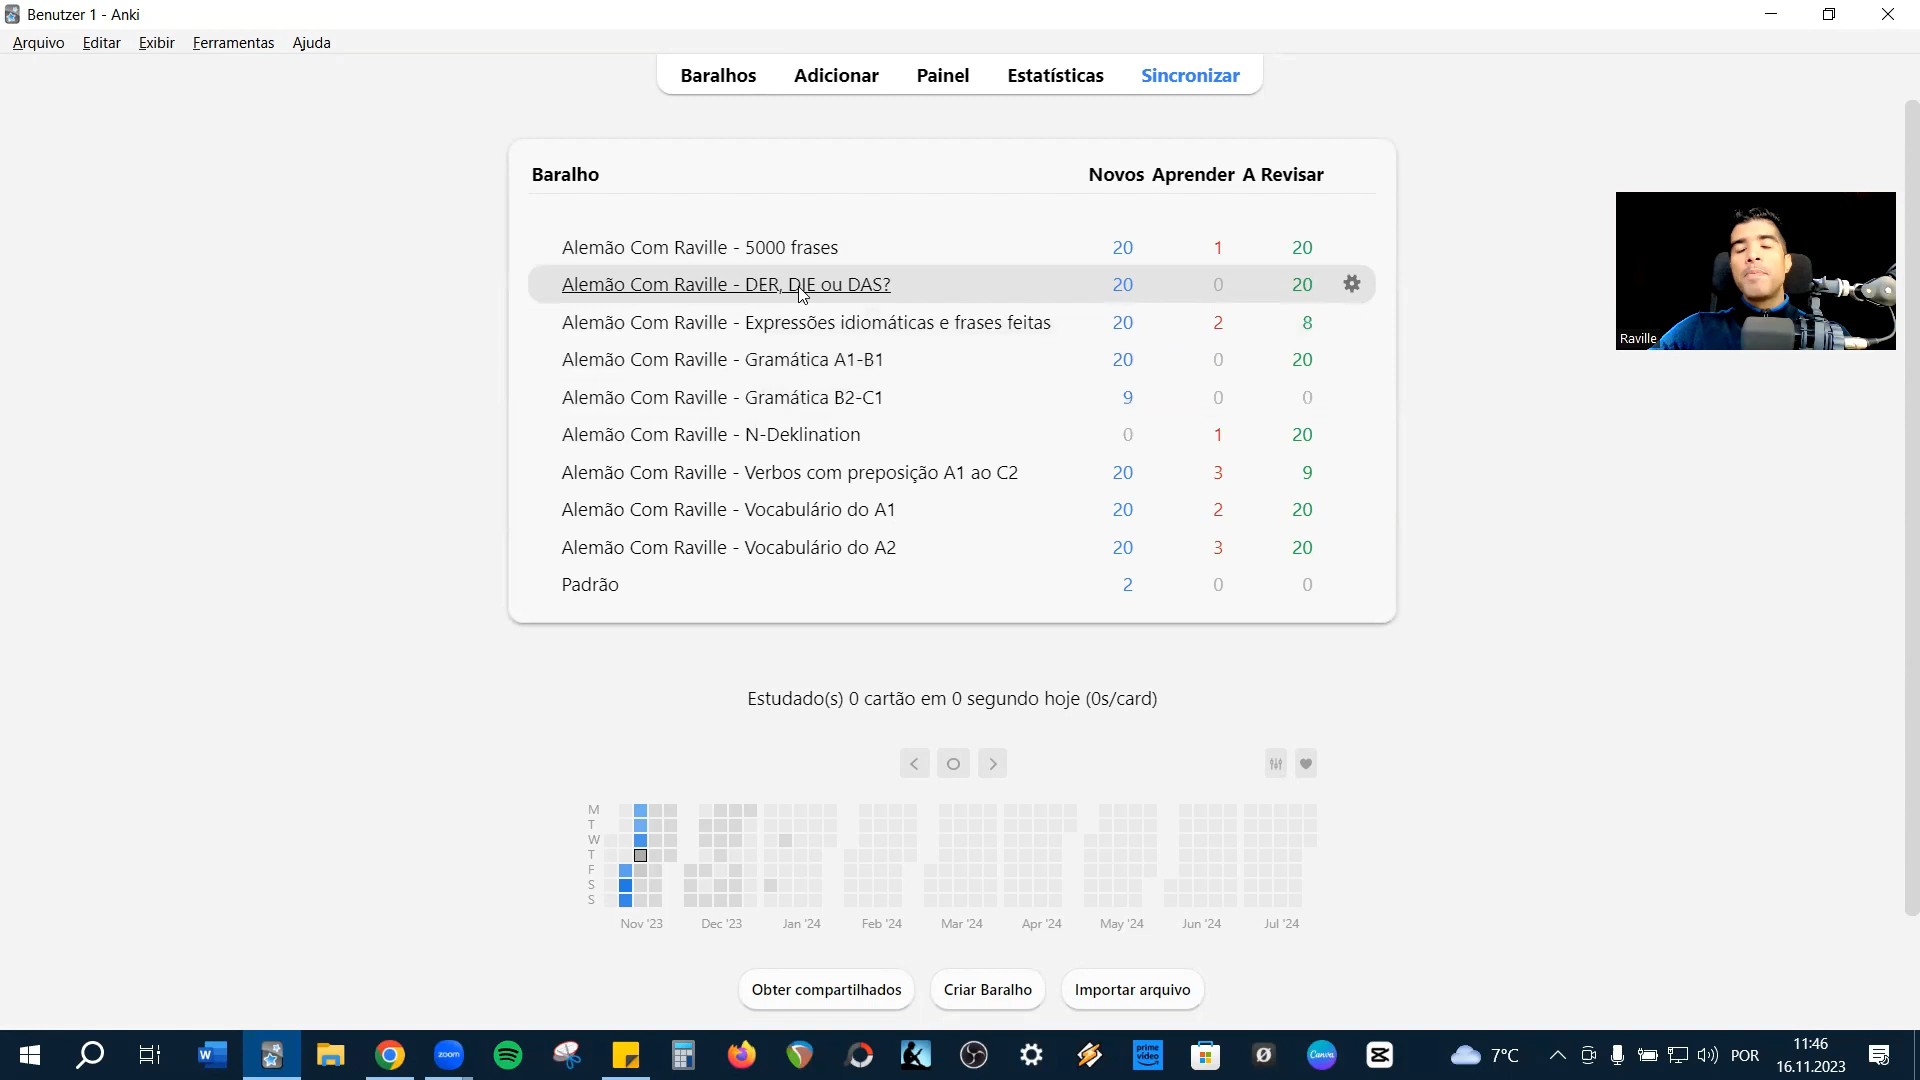 Benutzer 1 - Anki
Arquivo Editar Exibir Ferramentas Ajuda
Baralhos Adicionar Painel Estatísticas Sincronizar
Baralho Novos Aprender A Revisar
Alemão Com Raville - 5000 frases 20 1 20
Alemão Com Raville - DER, DIE ou DAS? 20 0 20
Alemão Com Raville - Expressões idiomáticas e frases feitas 20 2 8
Alemão Com Raville - Gramática A1-B1 20 0 20
Alemão Com Raville - Gramática B2-C1 9 0 0
Alemão Com Raville - N-Deklination 0 1 20
Alemão Com Raville - Verbos com preposição A1 ao C2 20 3 9
Alemão Com Raville - Vocabulário do A1 20 2 20
Alemão Com Raville - Vocabulário do A2 20 3 20
Padrão 2 0 0
Raville
Estudado(s) 0 cartão em 0 segundo hoje (0s/card)
M
T
W
T
F
S
S
Nov '23 Dec '23 Jan '24 Feb '24 Mar '24 Apr '24 May '24 Jun '24 Jul '24
Obter compartilhados Criar Baralho Importar arquivo
W zoom prime video Canva 7°C POR 11:46
16.11.2023